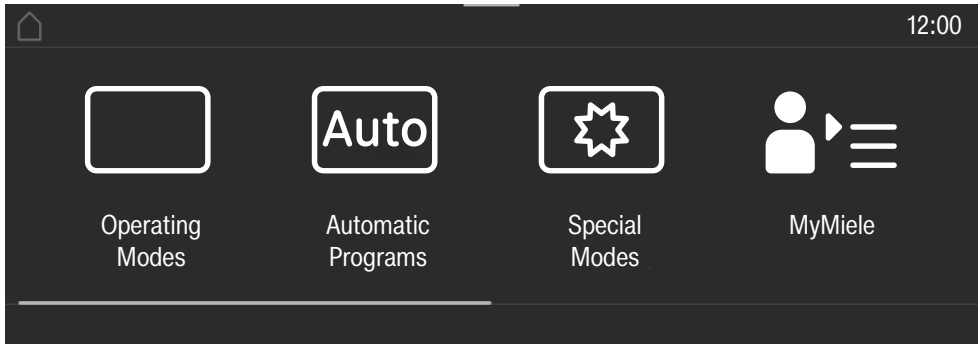 12:00
Auto
Operating
Modes
Automatic
Programs
Special
Modes
MyMiele